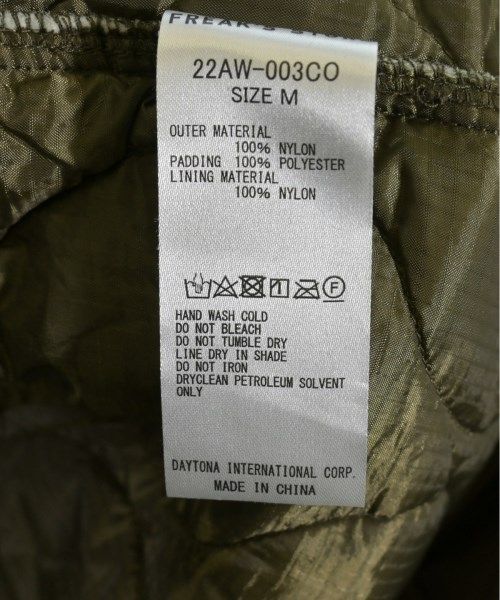 FREAK'S
22AW-003CO
SIZE M
OUTER MATERIAL
100% NYLON
PADDING 100% POLYESTER
LINING MATERIAL
100% NYLON
F
HAND WASH COLD
DO NOT BLEACH
DO NOT TUMBLE DRY
LINE DRY IN SHADE
DO NOT IRON
DRYCLEAN PETROLEUM SOLVENT
ONLY
DAYTONA INTERNATIONAL CORP.
MADE IN CHINA